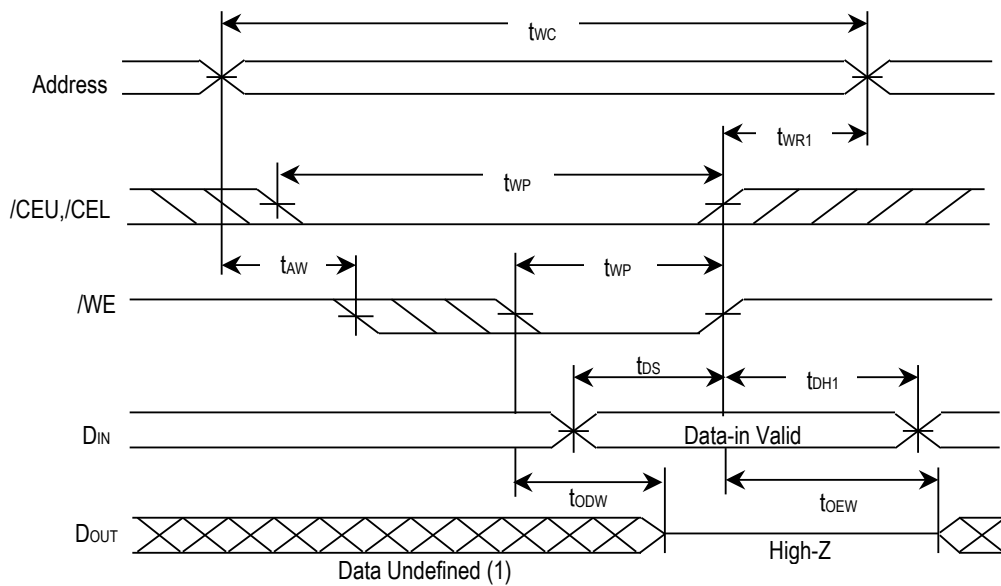 tWC
Address
tWR1
tWP
/CEU,/CEL
tAW
tWP
/WE
tDS
tDH1
DIN
Data-in Valid
tODW
tOEW
DOUT
High-Z
Data Undefined (1)